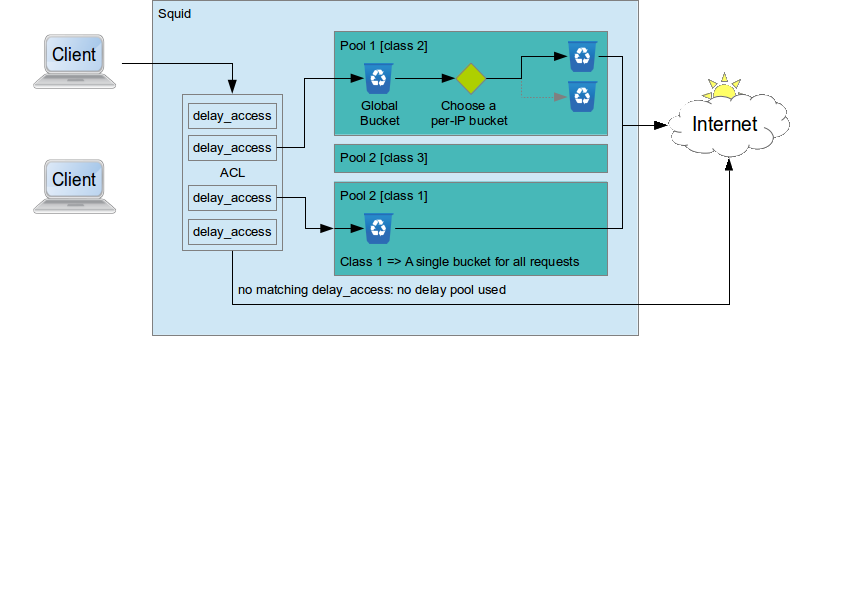 Squid
Client
Client
delay_access
delay_access
ACL
delay_access
delay_access
Pool 1 [class 2]
Global
Bucket
Choose a
per-IP bucket
Pool 2 [class 3]
Pool 2 [class 1]
Class 1 => A single bucket for all requests
no matching delay_access: no delay pool used
Internet